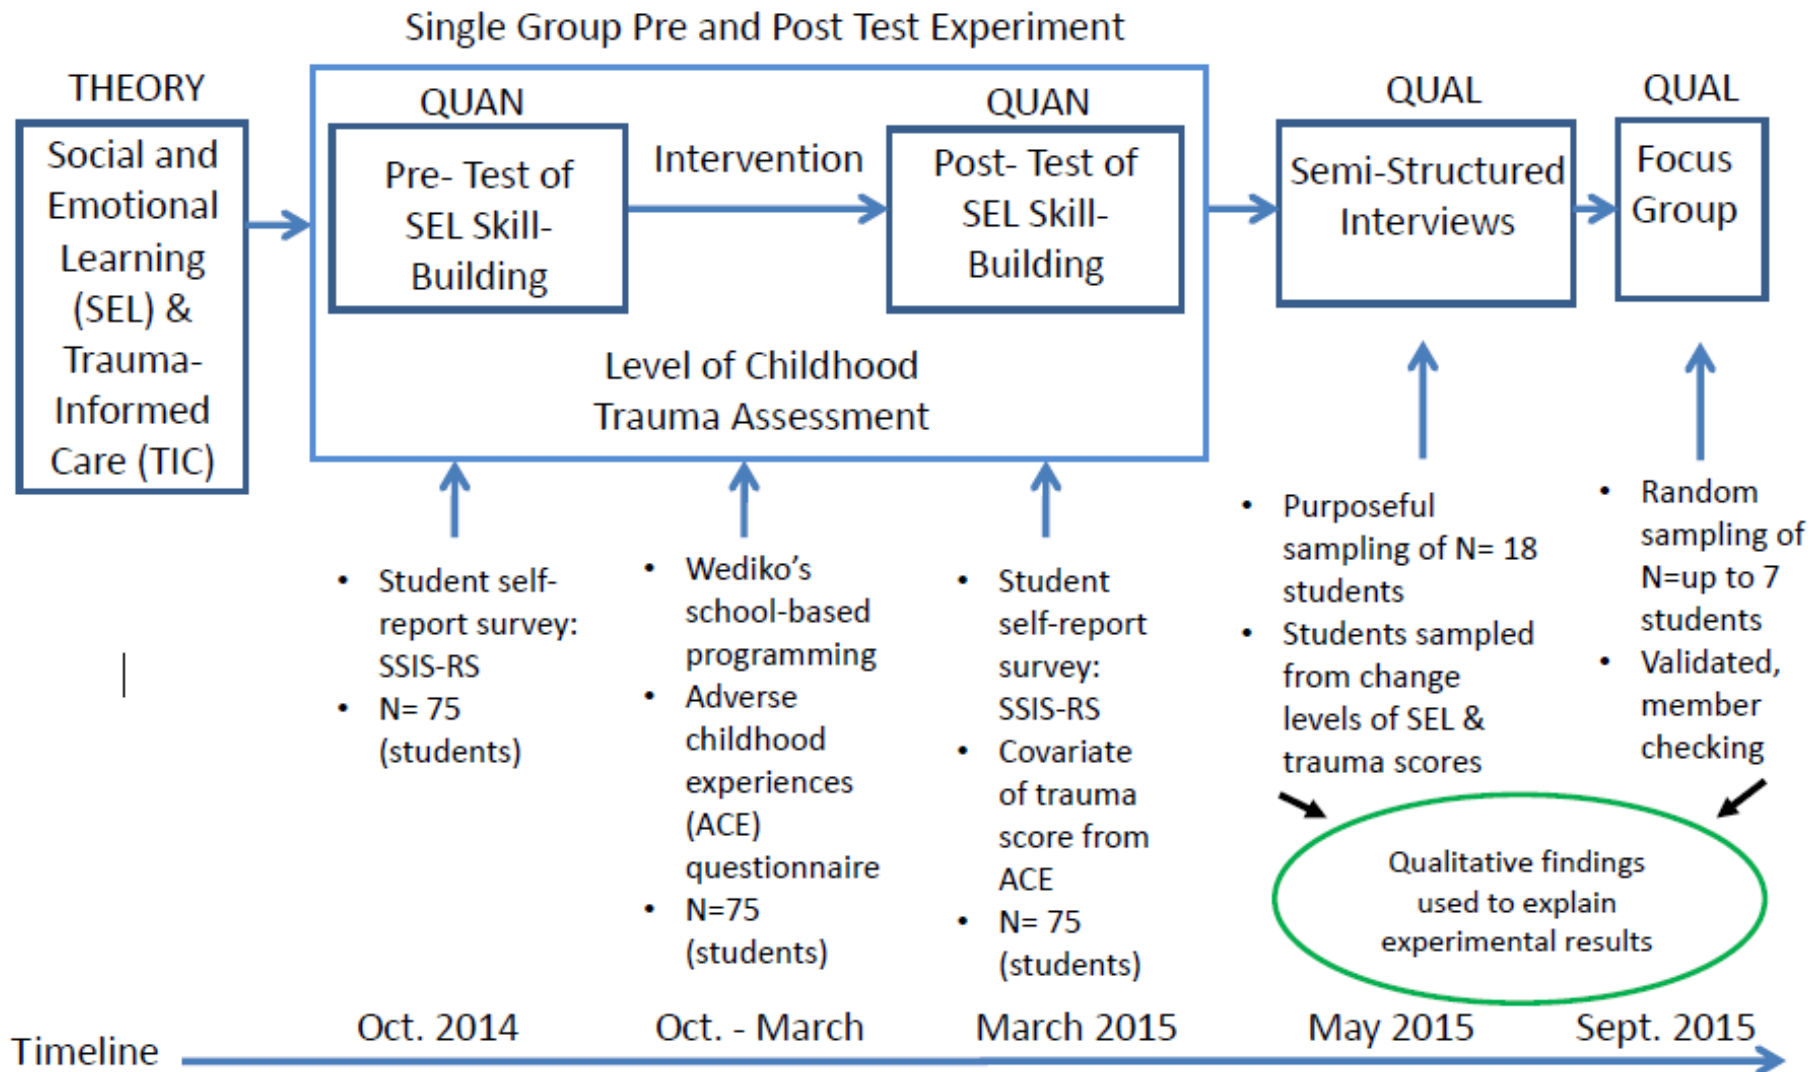 Single Group Pre and Post Test Experiment
THEORY
Social and
Emotional
Learning
(SEL) &
Trauma-
Informed
Care (TIC)
QUAN
Pre- Test of
SEL Skill-
Building
Intervention
QUAN
Post- Test of
SEL Skill-
Building
Level of Childhood
Trauma Assessment
QUAL
Semi-Structured
Interviews
QUAL
Focus
Group
• Student self-
report survey:
SSIS-RS
• N= 75
(students)
• Wediko’s
school-based
programming
• Adverse
childhood
experiences
(ACE)
questionnaire
• N=75
(students)
• Student
self-report
survey:
SSIS-RS
• Covariate
of trauma
score from
ACE
• N= 75
(students)
• Purposeful
sampling of N= 18
students
• Students sampled
from change
levels of SEL &
trauma scores
• Random
sampling of
N=up to 7
students
• Validated,
member
checking
Qualitative findings
used to explain
experimental results
Timeline
Oct. 2014
Oct. - March
March 2015
May 2015
Sept. 2015